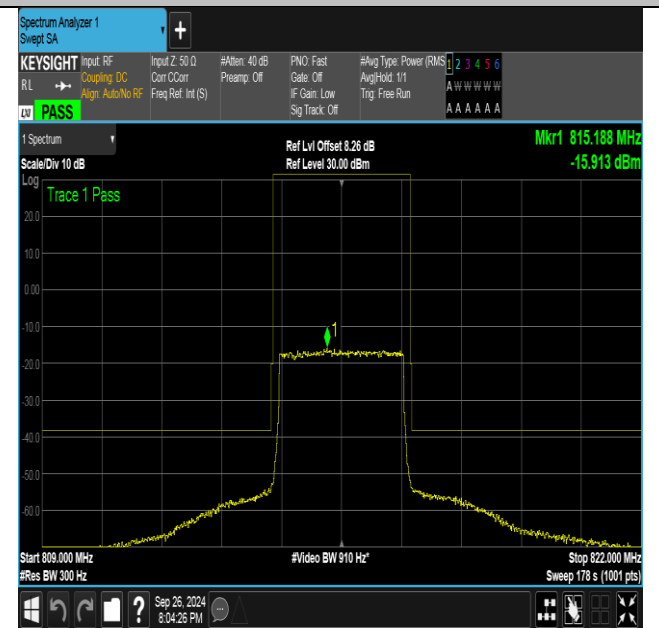 Spectrum Analyzer 1
Swept SA
+
KEYSIGHT
RL
LXI PASS
Input: RF
Coupling: DC
Align: Auto/No RF
Input Z: 50 Ω
Corr CCorr
Freq Ref: Int (S)
#Atten: 40 dB
Preamp: Off
PNO: Fast
Gate: Off
IF Gain: Low
Sig Track: Off
#Avg Type: Power (RMS
Avg|Hold: 1/1
Trig: Free Run
1 2 3 4 5 6
A W W W W W
A A A A A A
1 Spectrum
Scale/Div 10 dB
Ref Lvl Offset 8.26 dB
Ref Level 30.00 dBm
Mkr1 815.188 MHz
-15.913 dBm
Log
Trace 1 Pass
20.0
10.0
0.00
-10.0
1
-20.0
-30.0
-40.0
-50.0
-60.0
Start 809.000 MHz
#Res BW 300 Hz
#Video BW 910 Hz*
Stop 822.000 MHz
Sweep 178 s (1001 pts)
?
Sep 26, 2024
8:04:26 PM